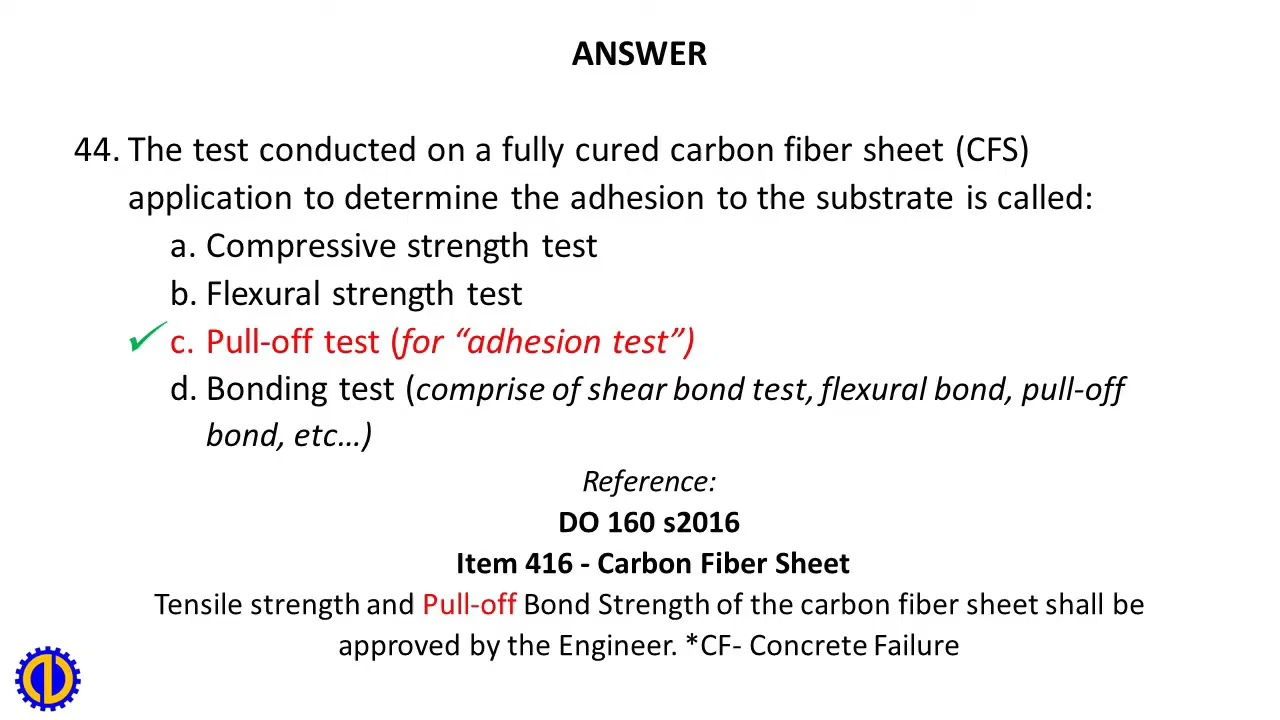 ANSWER
44. The test conducted on a fully cured carbon fiber sheet (CFS)
application to determine the adhesion to the substrate is called:
a. Compressive strength test
b. Flexural strength test
✓ c. Pull-off test (for “adhesion test”)
d. Bonding test (comprise of shear bond test, flexural bond, pull-off
bond, etc…)
Reference:
DO 160 s2016
Item 416 - Carbon Fiber Sheet
Tensile strength and Pull-off Bond Strength of the carbon fiber sheet shall be
approved by the Engineer. *CF- Concrete Failure